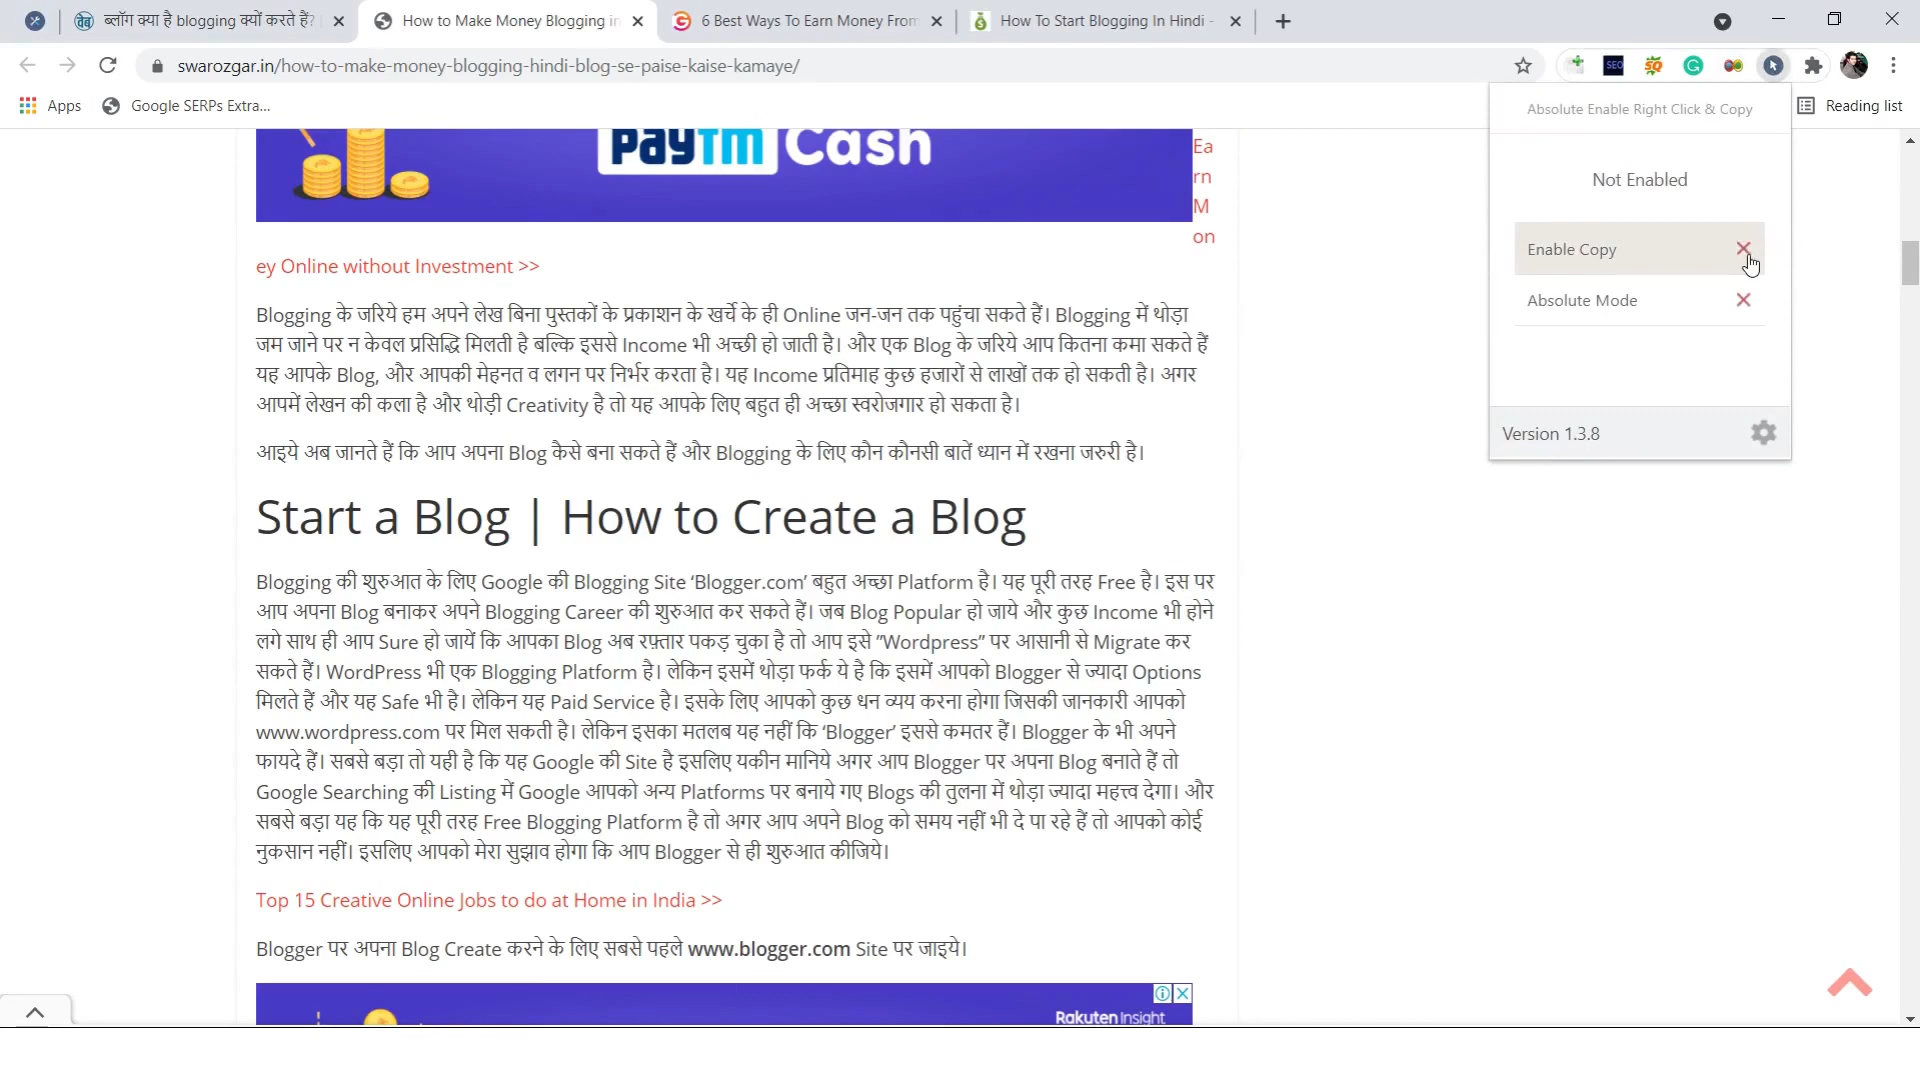 ब्लॉग क्या है blogging क्यों करते हैं?
How to Make Money Blogging in
6 Best Ways To Earn Money From
How To Start Blogging In Hindi -
swarozgar.in/how-to-make-money-blogging-hindi-blog-se-paise-kaise-kamaye/
SEO
SQ
Apps
Google SERPs Extra...
Reading list
Absolute Enable Right Click & Copy
Not Enabled
Enable Copy
Absolute Mode
Version 1.3.8
paytm Cash
Ea
rn
M
on
ey Online without Investment >>
Blogging के जरिये हम अपने लेख बिना पुस्तकों के प्रकाशन के खर्चे के ही Online जन-जन तक पहुंचा सकते हैं। Blogging में थोड़ा
जम जाने पर न केवल प्रसिद्धि मिलती है बल्कि इससे Income भी अच्छी हो जाती है। और एक Blog के जरिये आप कितना कमा सकते हैं
यह आपके Blog, और आपकी मेहनत व लगन पर निर्भर करता है। यह Income प्रतिमाह कुछ हजारों से लाखों तक हो सकती है। अगर
आपमें लेखन की कला है और थोड़ी Creativity है तो यह आपके लिए बहुत ही अच्छा स्वरोजगार हो सकता है।
आइये अब जानते हैं कि आप अपना Blog कैसे बना सकते हैं और Blogging के लिए कौन कौनसी बातें ध्यान में रखना जरुरी है।
Start a Blog | How to Create a Blog
Blogging की शुरुआत के लिए Google की Blogging Site ‘Blogger.com’ बहुत अच्छा Platform है। यह पूरी तरह Free है। इस पर
आप अपना Blog बनाकर अपने Blogging Career की शुरुआत कर सकते हैं। जब Blog Popular हो जाये और कुछ Income भी होने
लगे साथ ही आप Sure हो जायें कि आपका Blog अब रफ़्तार पकड़ चुका है तो आप इसे ”Wordpress” पर आसानी से Migrate कर
सकते हैं। WordPress भी एक Blogging Platform है। लेकिन इसमें थोड़ा फर्क ये है कि इसमें आपको Blogger से ज्यादा Options
मिलते हैं और यह Safe भी है। लेकिन यह Paid Service है। इसके लिए आपको कुछ धन व्यय करना होगा जिसकी जानकारी आपको
www.wordpress.com पर मिल सकती है। लेकिन इसका मतलब यह नहीं कि ‘Blogger’ इससे कमतर हैं। Blogger के भी अपने
फायदे हैं। सबसे बड़ा तो यही है कि यह Google की Site है इसलिए यकीन मानिये अगर आप Blogger पर अपना Blog बनाते हैं तो
Google Searching की Listing में Google आपको अन्य Platforms पर बनाये गए Blogs की तुलना में थोड़ा ज्यादा महत्त्व देगा। और
सबसे बड़ा यह कि यह पूरी तरह Free Blogging Platform है तो अगर आप अपने Blog को समय नहीं भी दे पा रहे हैं तो आपको कोई
नुकसान नहीं। इसलिए आपको मेरा सुझाव होगा कि आप Blogger से ही शुरुआत कीजिये।
Top 15 Creative Online Jobs to do at Home in India >>
Blogger पर अपना Blog Create करने के लिए सबसे पहले www.blogger.com Site पर जाइये।
Rakuten Insight